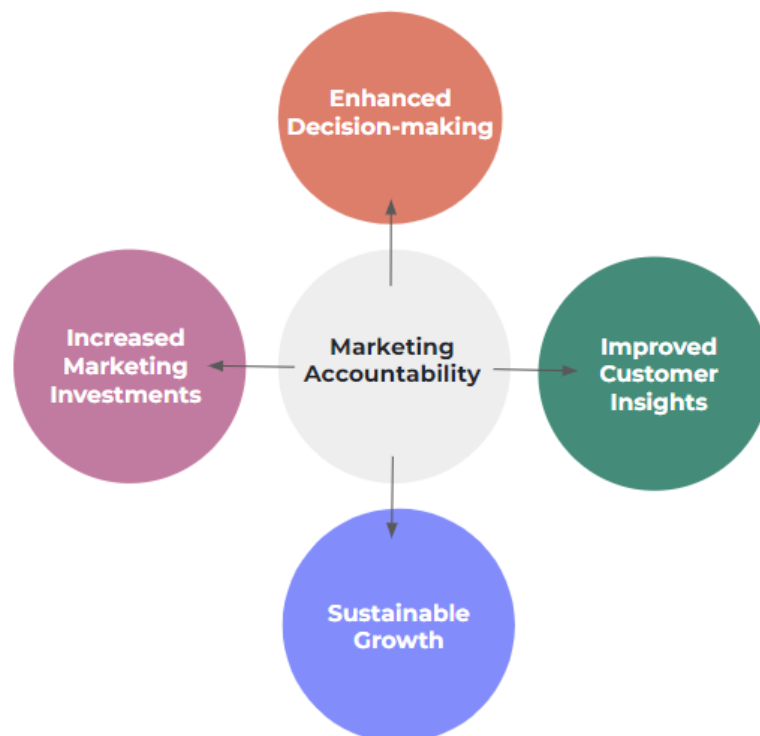 Enhanced
Decision-making
Increased
Marketing
Investments
Marketing
Accountability
Improved
Customer
Insights
Sustainable
Growth